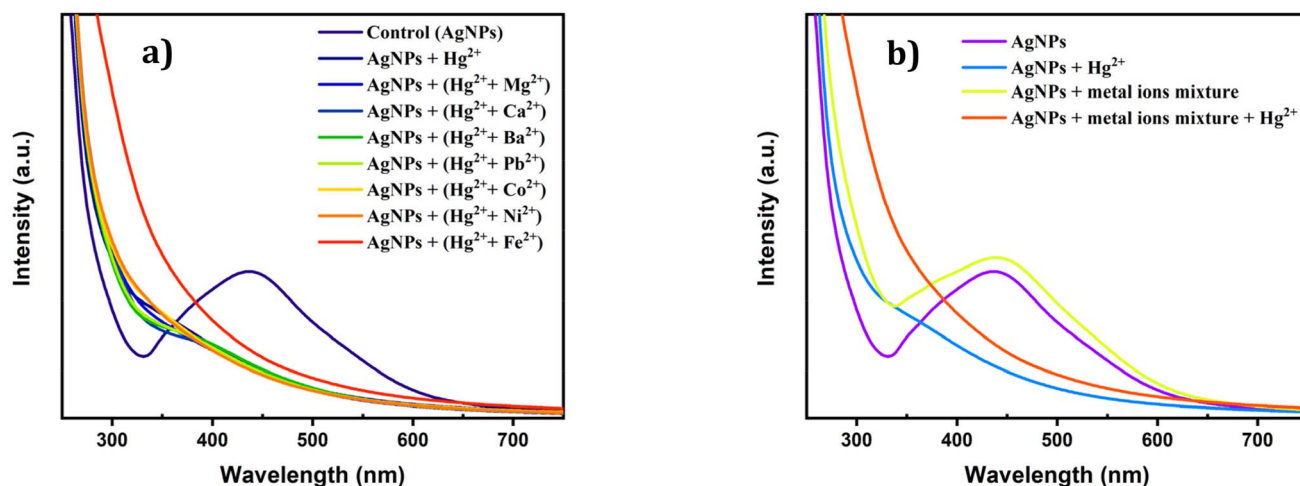 a)
Control (AgNPs)
AgNPs + Hg²⁺
AgNPs + (Hg²⁺+ Mg²⁺)
AgNPs + (Hg²⁺+ Ca²⁺)
AgNPs + (Hg²⁺+ Ba²⁺)
AgNPs + (Hg²⁺+ Pb²⁺)
AgNPs + (Hg²⁺+ Co²⁺)
AgNPs + (Hg²⁺+ Ni²⁺)
AgNPs + (Hg²⁺+ Fe²⁺)
Intensity (a.u.)
300 400 500 600 700
Wavelength (nm)
b)
AgNPs
AgNPs + Hg²⁺
AgNPs + metal ions mixture
AgNPs + metal ions mixture + Hg²⁺
Intensity (a.u.)
300 400 500 600 700
Wavelength (nm)